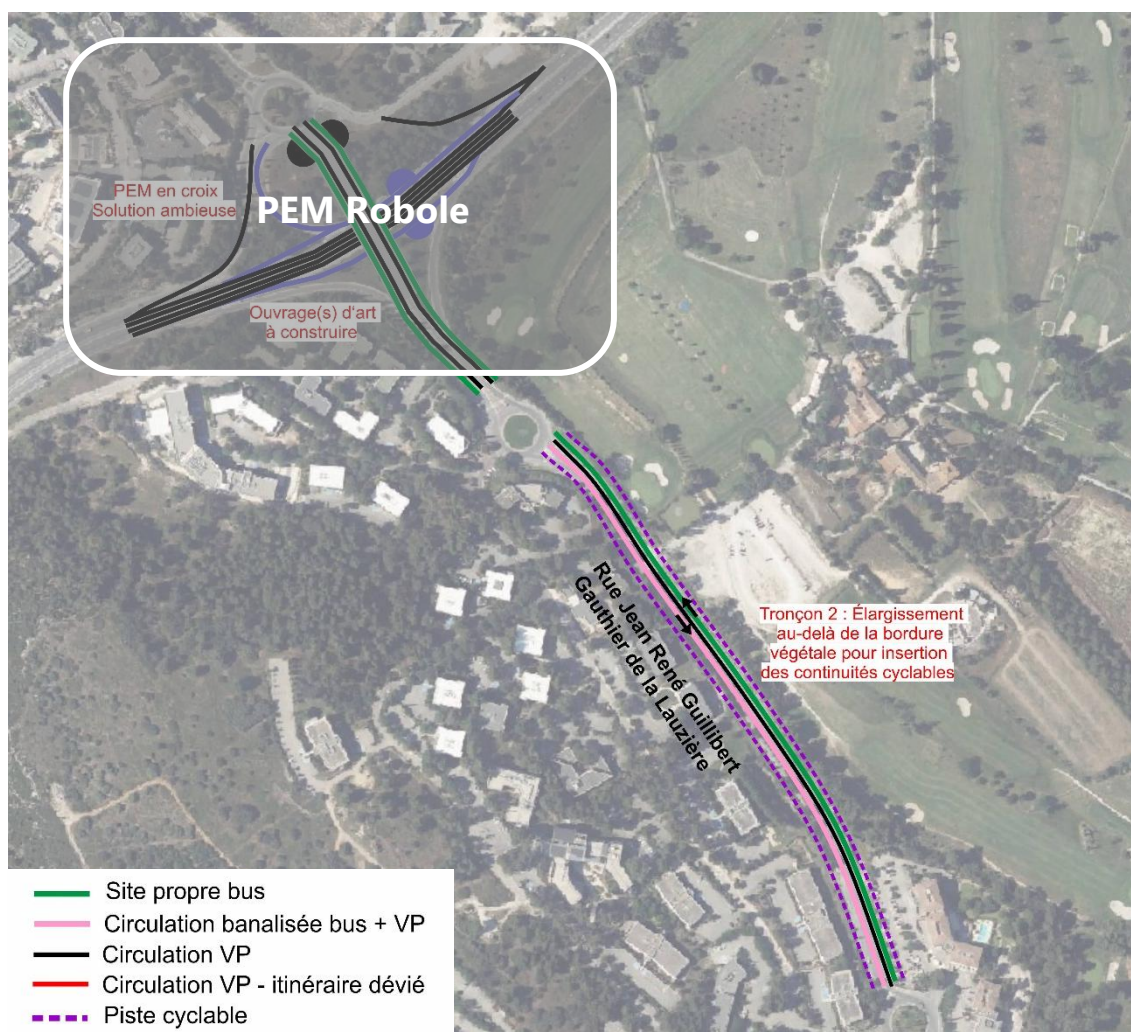 PEM en croix
Solution ambieuse
PEM Robole
Ouvrage(s) d'art
à construire
Rue Jean René Guillibert
Gauthier de la Lauzière
Tronçon 2 : Élargissement
au-delà de la bordure
végétale pour insertion
des continuités cyclables
Site propre bus
Circulation banalisée bus + VP
Circulation VP
Circulation VP - itinéraire dévié
Piste cyclable